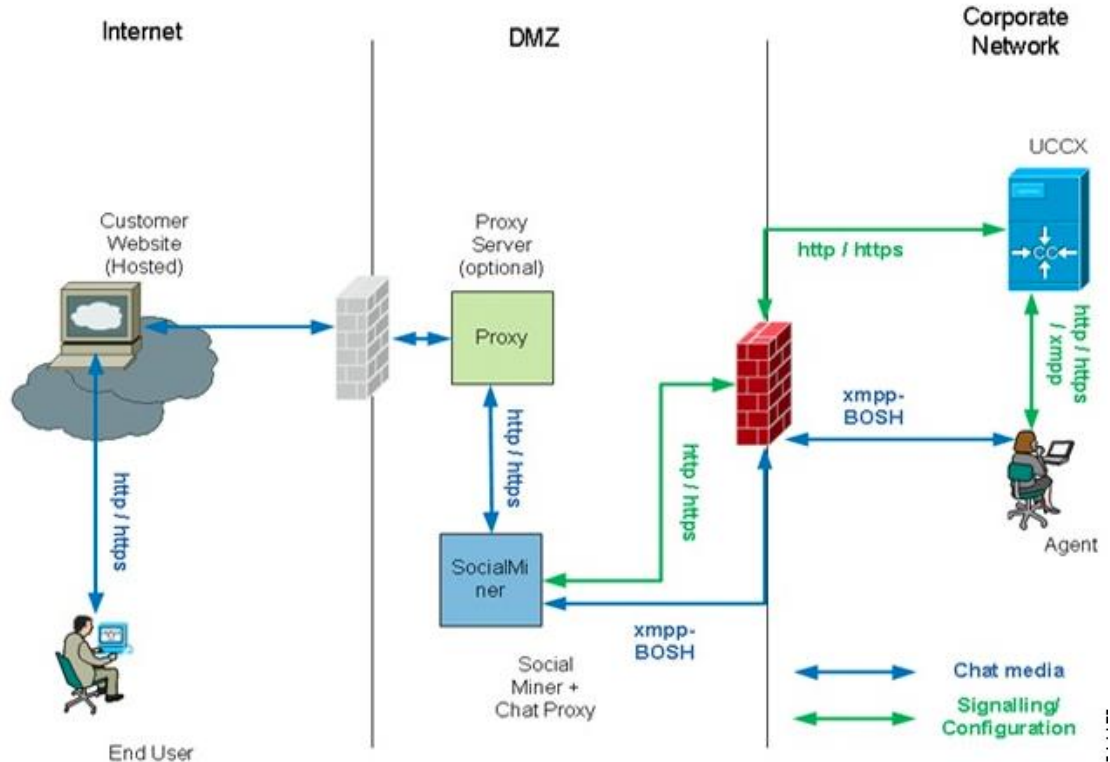 Internet
DMZ
Corporate
Network
UCCX
Customer
Website
(Hosted)
Proxy
Server
(optional)
http / https
Proxy
http / https
/ xmpp
xmpp-
BOSH
http / https
http / https
http / https
SocialMi
ner
Agent
xmpp-
BOSH
Social
Miner +
Chat Proxy
Chat media
Signalling/
Configuration
End User